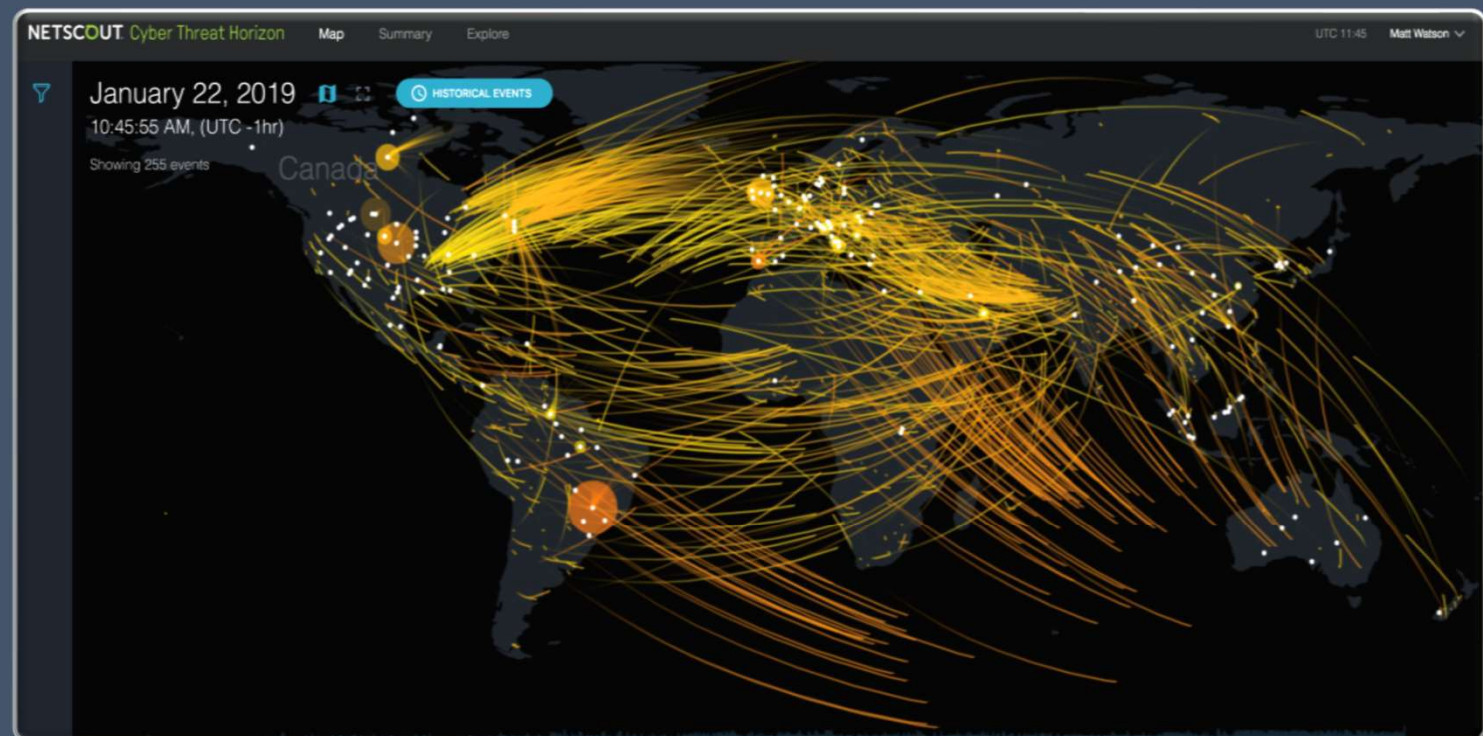 NETSCOUT. Cyber Threat Horizon Map Summary Explore UTC 11:45 Matt Watson
January 22, 2019 HISTORICAL EVENTS
10:45:55 AM, (UTC -1hr)
Showing 255 events
Canada